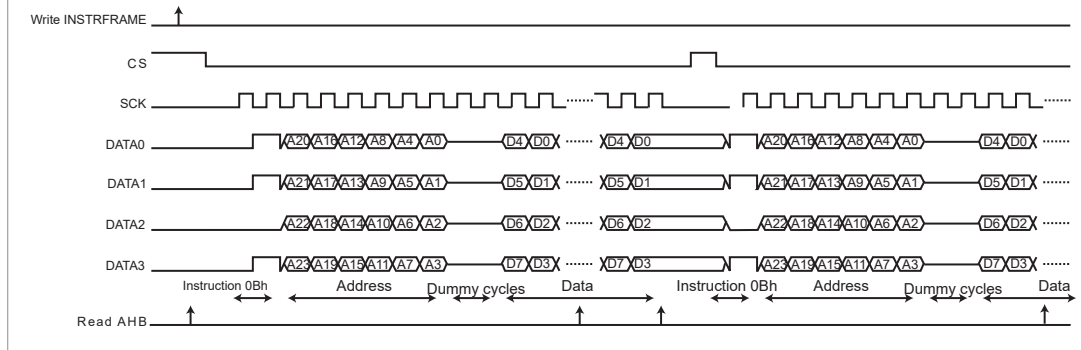 Write INSTRFRAME
CS
SCK
DATA0 A20 A16 A12 A8 A4 A0 D4 D0 D4 D0 A20 A16 A12 A8 A4 A0 D4 D0
DATA1 A21 A17 A13 A9 A5 A1 D5 D1 D5 D1 A21 A17 A13 A9 A5 A1 D5 D1
DATA2 A22 A18 A14 A10 A6 A2 D6 D2 D6 D2 A22 A18 A14 A10 A6 A2 D6 D2
DATA3 A23 A19 A15 A11 A7 A3 D7 D3 D7 D3 A23 A19 A15 A11 A7 A3 D7 D3
Instruction 0Bh Address Dummy cycles Data Instruction 0Bh Address Dummy cycles Data
Read AHB